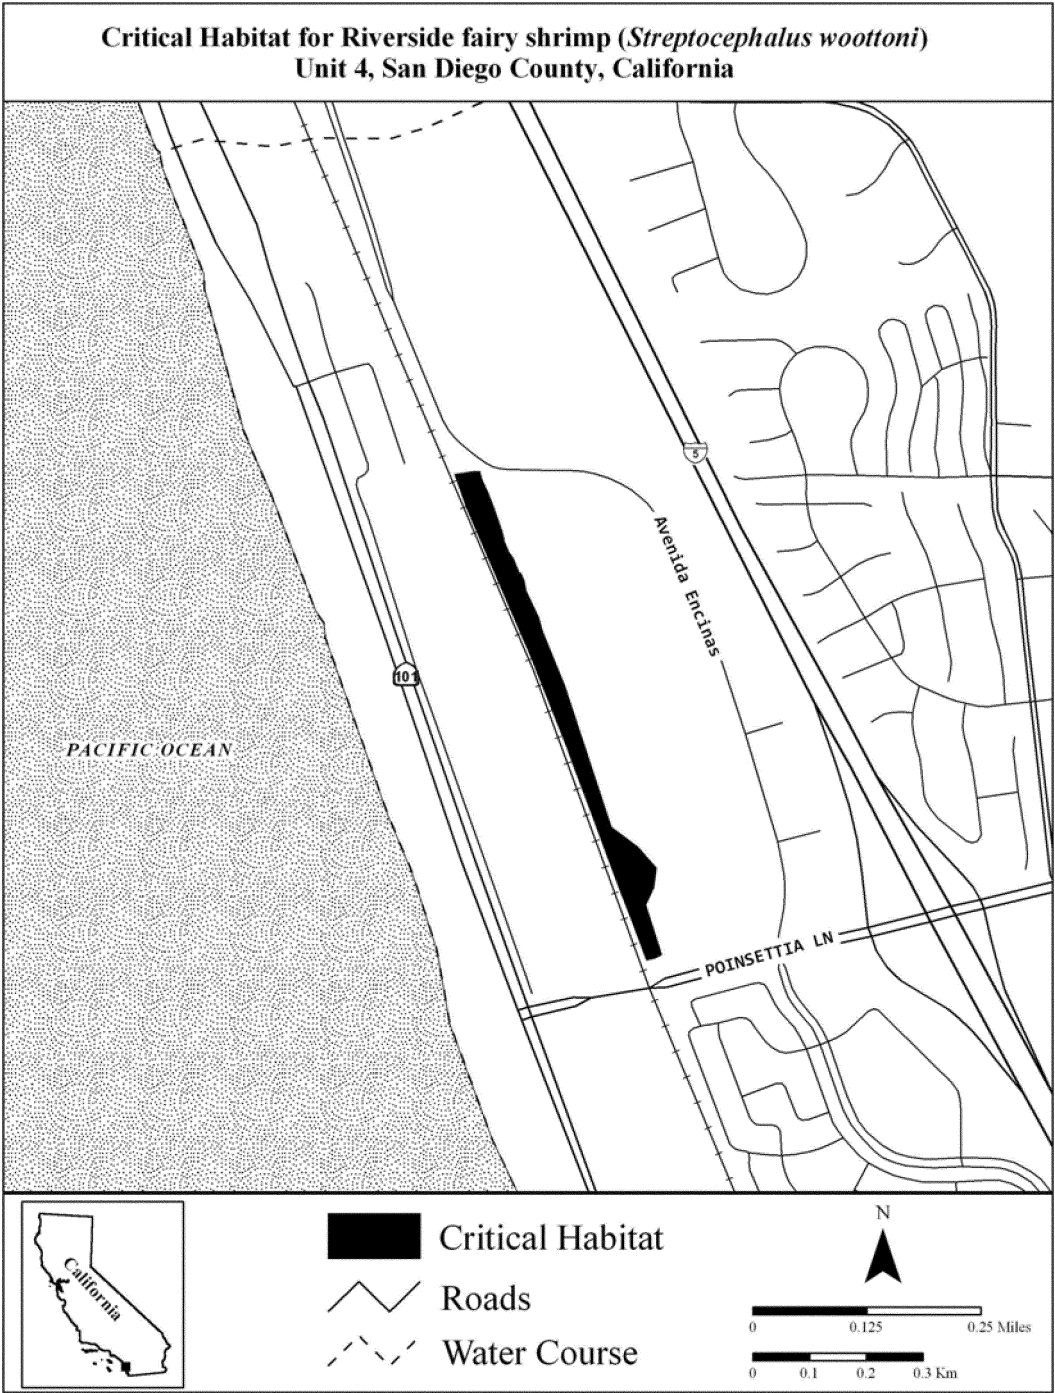 Critical Habitat for Riverside fairy shrimp (Streptocephalus woottoni)
Unit 4, San Diego County, California
5
Avenida Encinas
101
PACIFIC OCEAN
POINSETTIA LN
California
Critical Habitat
Roads
Water Course
N
0 0.125 0.25 Miles
0 0.1 0.2 0.3 Km